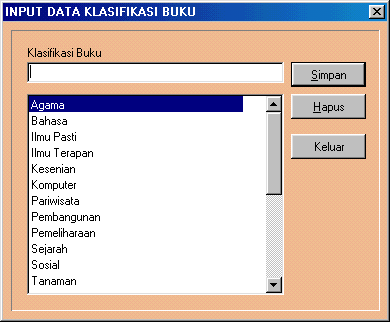 INPUT DATA KLASIFIKASI BUKU
Klasifikasi Buku
Simpan
Agama
Hapus
Bahasa
Ilmu Pasti
Ilmu Terapan
Keluar
Kesenian
Komputer
Pariwisata
Pembangunan
Pemeliharaan
Sejarah
Sosial
Tanaman